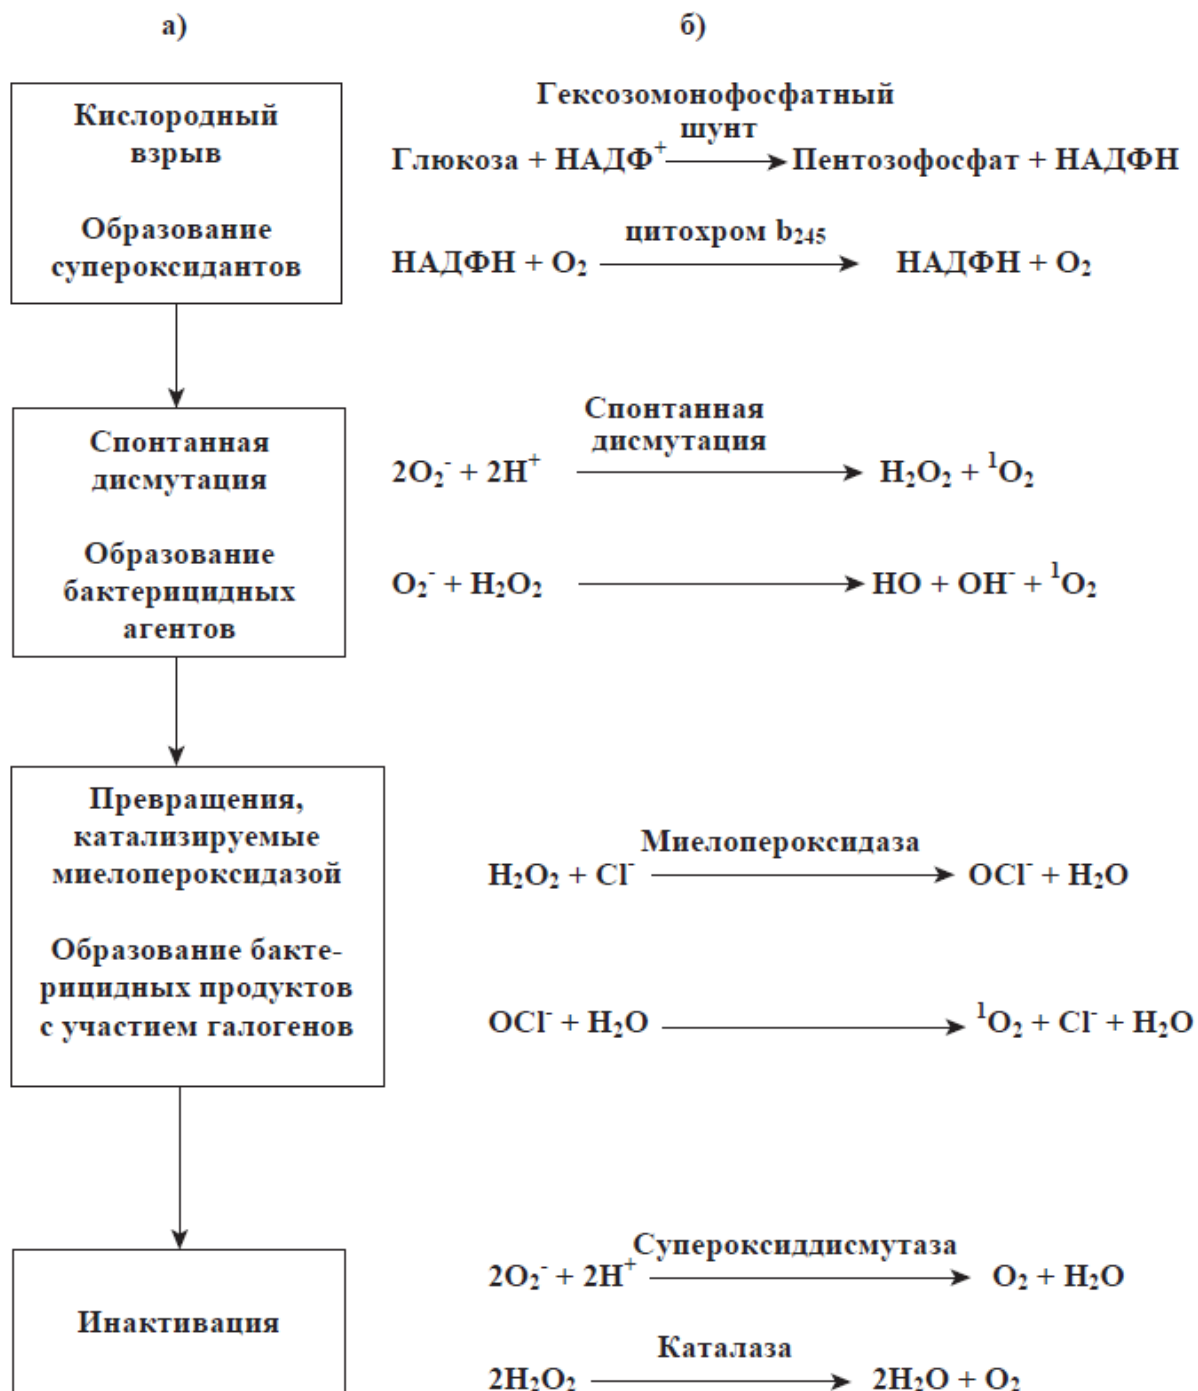 а)
б)
Кислородный
взрыв
Образование
супероксидантов
Гексозомонофосфатный
шунт
Глюкоза + НАДФ⁺ → Пентозофосфат + НАДФН
цитохром b₂₄₅
НАДФН + O₂ → НАДФН + O₂
Спонтанная
дисмутация
Образование
бактерицидных
агентов
Спонтанная
дисмутация
2O₂⁻ + 2H⁺ → H₂O₂ + ¹O₂
O₂⁻ + H₂O₂ → HO + OH⁻ + ¹O₂
Превращения,
катализируемые
миелопероксидазой
Образование бакте-
рицидных продуктов
с участием галогенов
Миелопероксидаза
H₂O₂ + Cl⁻ → OCl⁻ + H₂O
OCl⁻ + H₂O → ¹O₂ + Cl⁻ + H₂O
Инактивация
Супероксиддисмутаза
2O₂⁻ + 2H⁺ → O₂ + H₂O
Каталаза
2H₂O₂ → 2H₂O + O₂